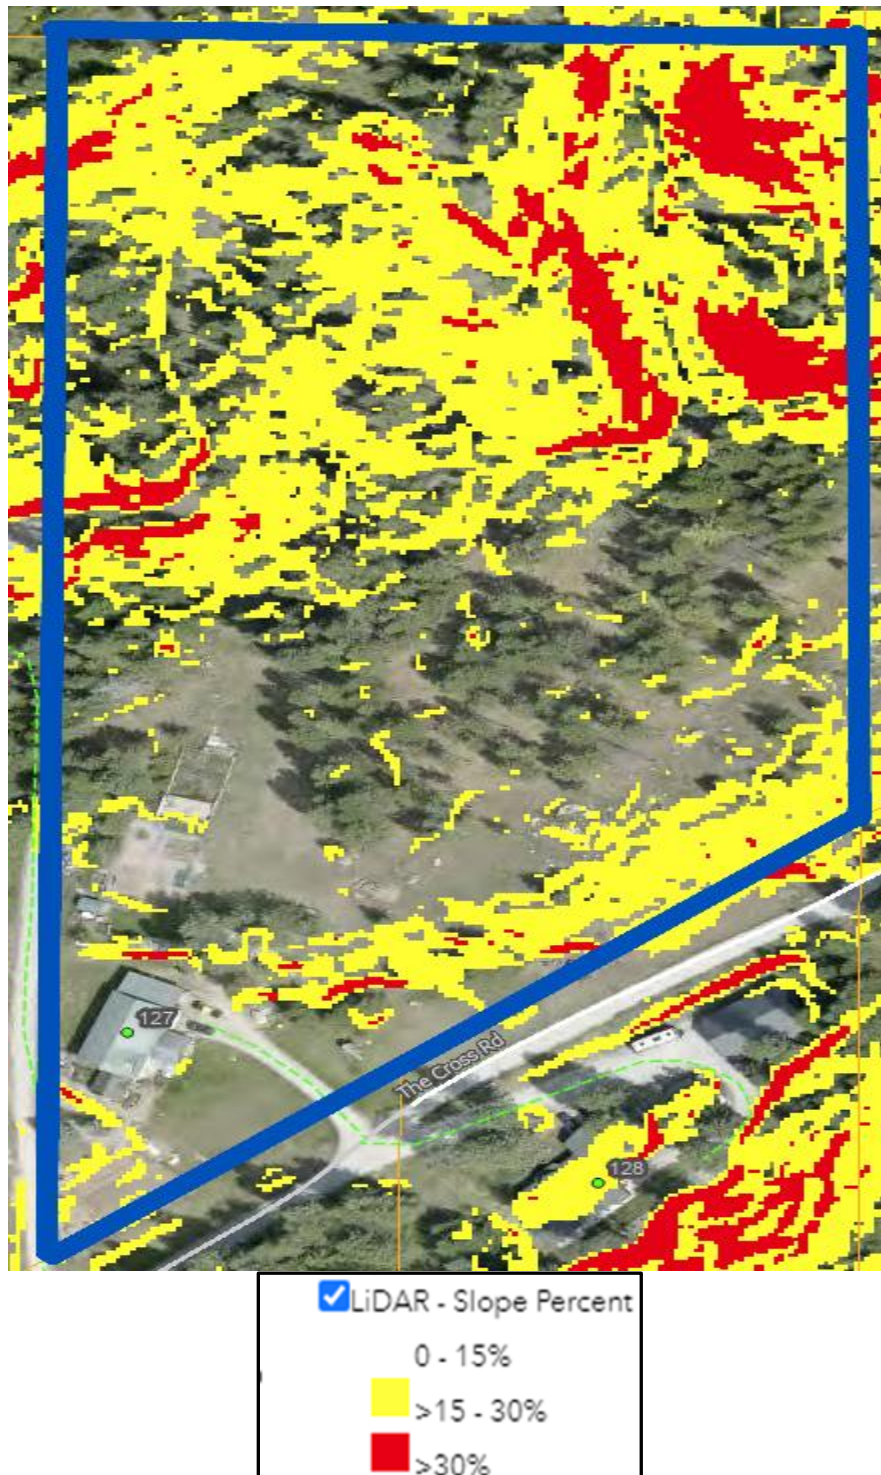 127
The Cross Rd
128
LiDAR - Slope Percent
0 - 15%
>15 - 30%
>30%